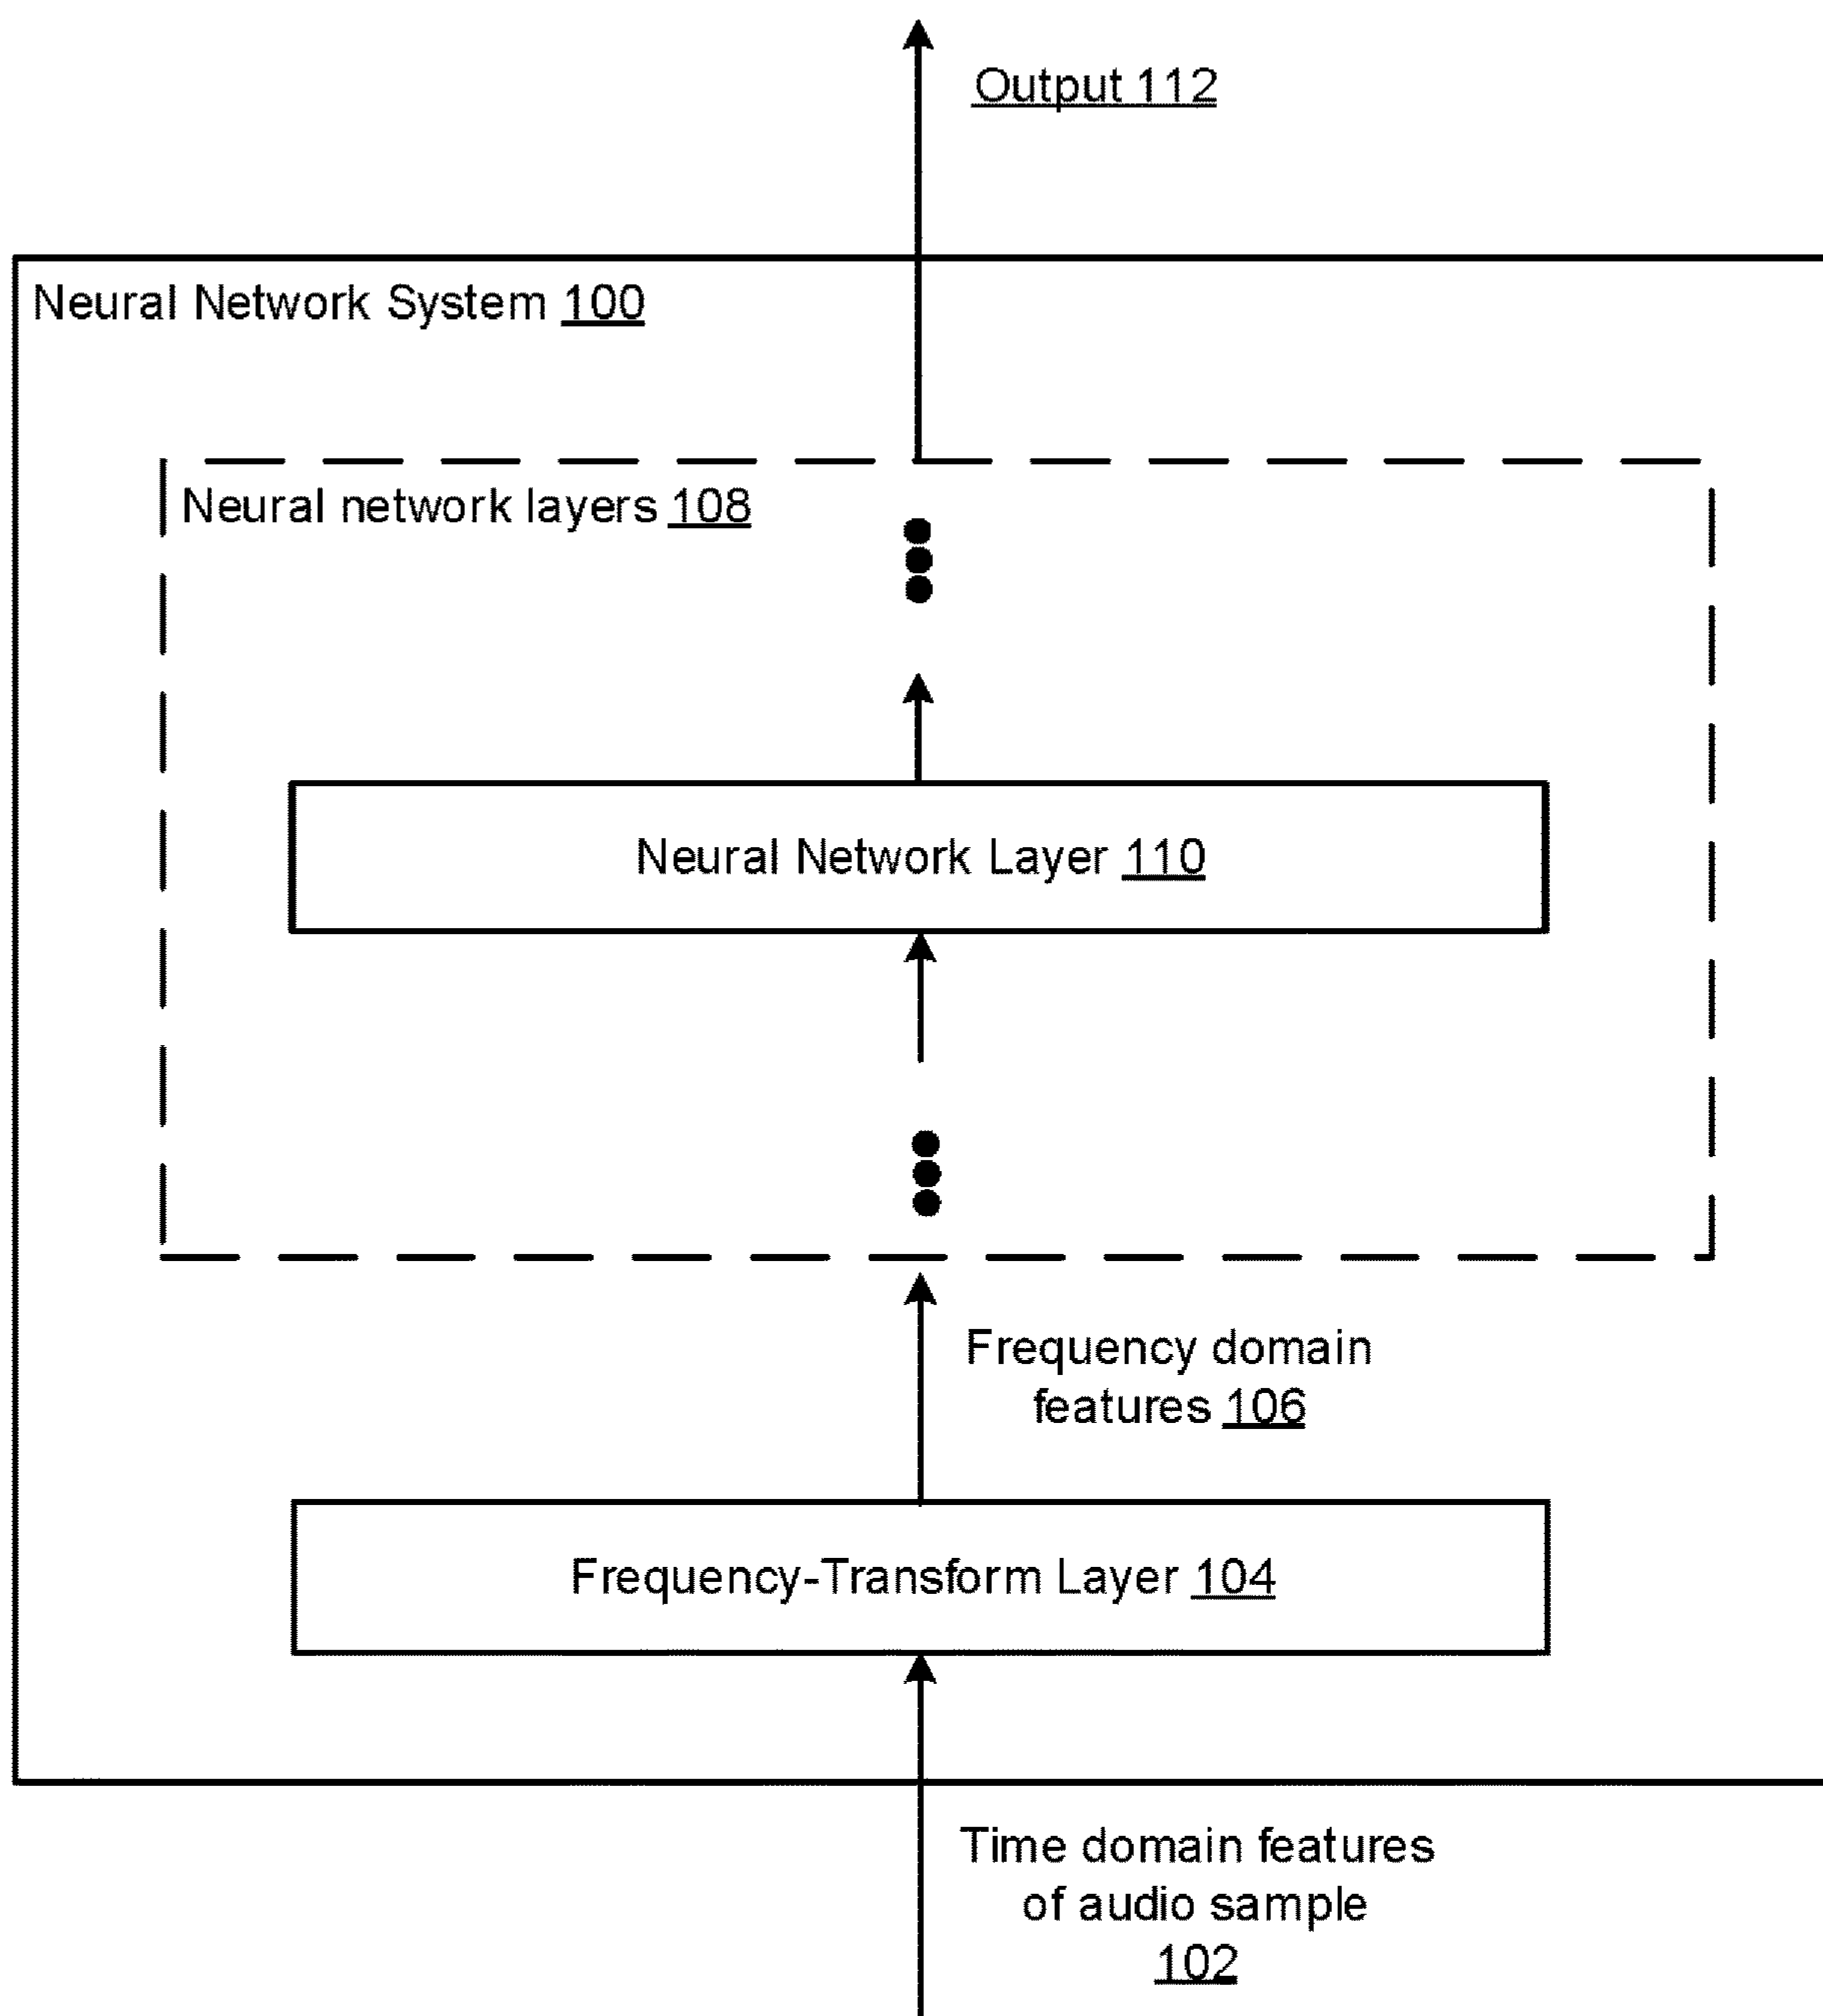 Output 112
Neural Network System 100
Neural network layers 108
Neural Network Layer 110
Frequency domain
features 106
Frequency-Transform Layer 104
Time domain features
of audio sample
102